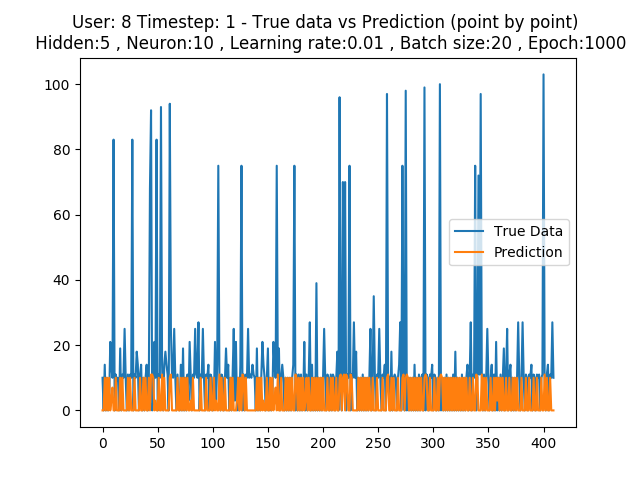 User: 8 Timestep: 1 - True data vs Prediction (point by point)
Hidden:5 , Neuron:10 , Learning rate:0.01 , Batch size:20 , Epoch:1000
100
80
60
40
20
0
True Data
Prediction
0 50 100 150 200 250 300 350 400